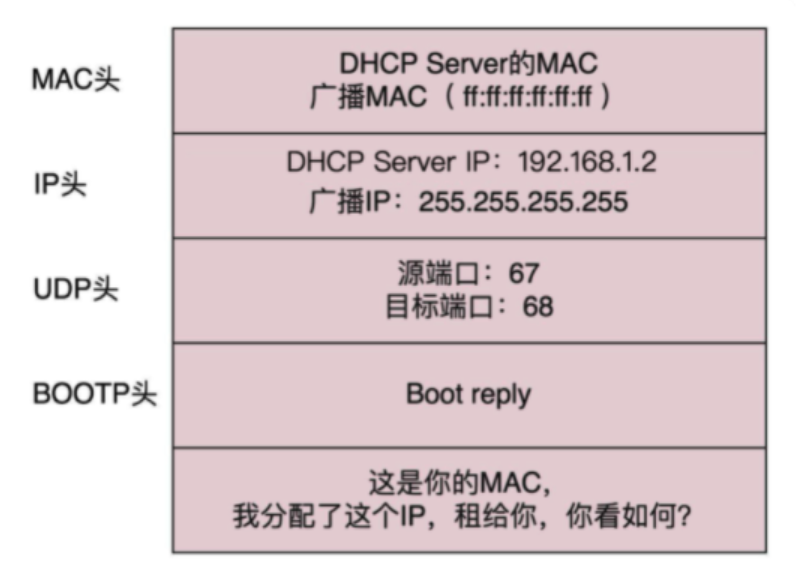 MAC头
DHCP Server的MAC
广播MAC（ff:ff:ff:ff:ff:ff）
IP头
DHCP Server IP：192.168.1.2
广播IP：255.255.255.255
UDP头
源端口：67
目标端口：68
BOOTP头
Boot reply
这是你的MAC，
我分配了这个IP，租给你，你看如何？